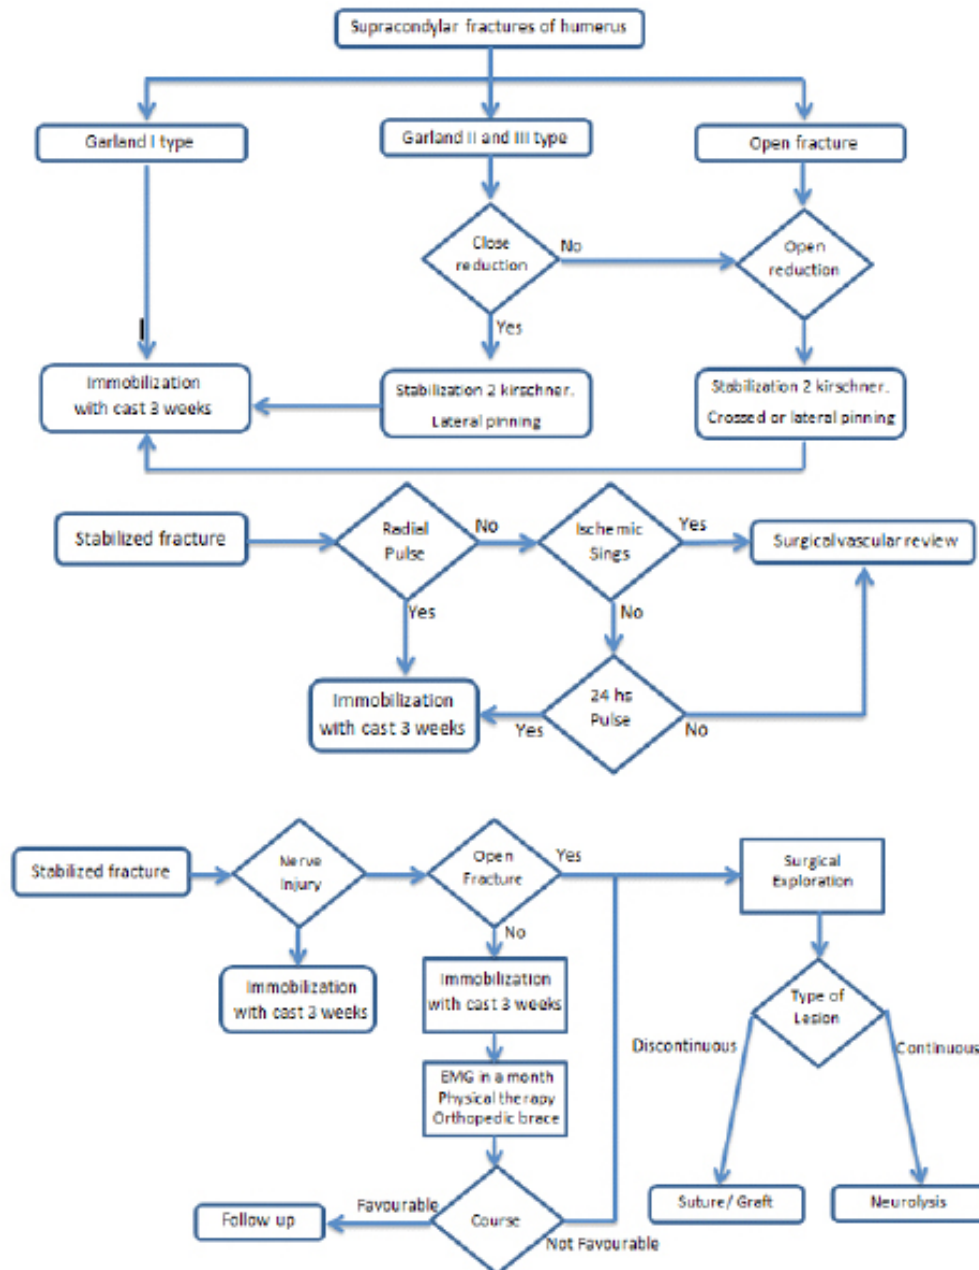 Supracondylar fractures of humerus
Garland I type
Garland II and III type
Open fracture
Close
reduction
No
Open
reduction
Yes
Immobilization
with cast 3 weeks
Stabilization 2 kirschner.
Lateral pinning
Stabilization 2 kirschner.
Crossed or lateral pinning
Stabilized fracture
Radial
Pulse
No
Ischemic
Sings
Yes
Surgical vascular review
Yes
No
Immobilization
with cast 3 weeks
Yes
24 hs
Pulse
No
Stabilized fracture
Nerve
Injury
Open
Fracture
Yes
Surgical
Exploration
No
Immobilization
with cast 3 weeks
Immobilization
with cast 3 weeks
Type of
Lesion
Discontinuous
Continuous
EMG in a month
Physical therapy
Orthopedic brace
Suture/ Graft
Neurolysis
Follow up
Favourable
Course
Not Favourable